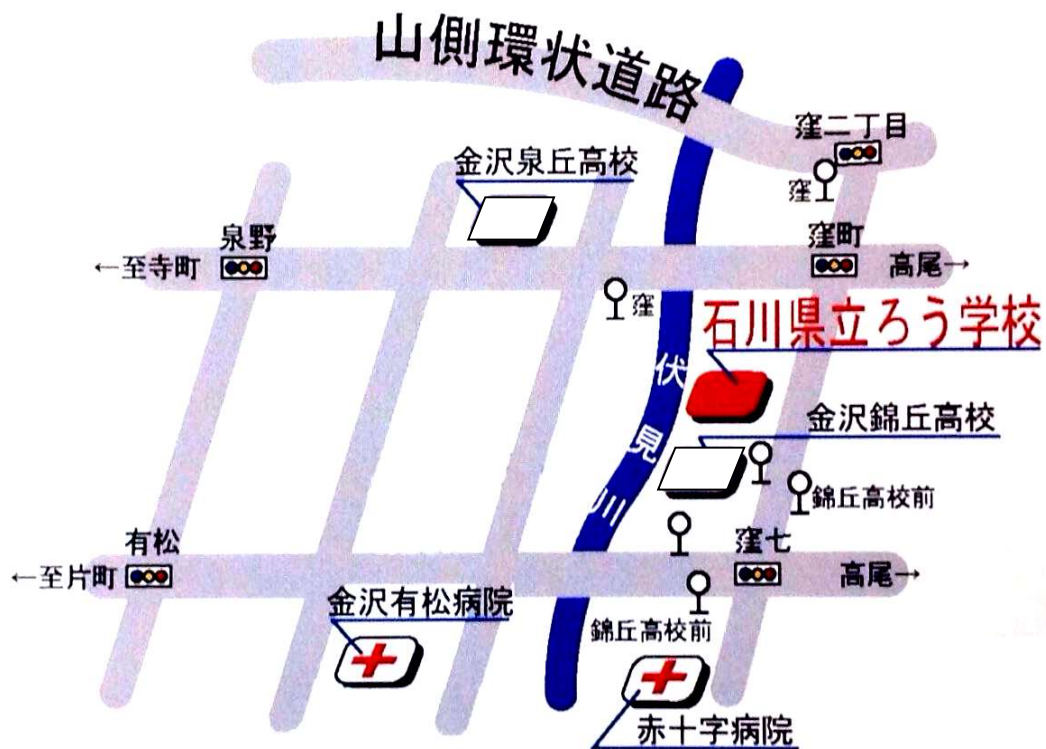 山側環状道路
窪二丁目
金沢泉丘高校
窪
泉野
窪町
←至寺町
高尾→
窪
石川県立ろう学校
伏見川
金沢錦丘高校
錦丘高校前
有松
窪七
←至片町
高尾→
金沢有松病院
錦丘高校前
赤十字病院